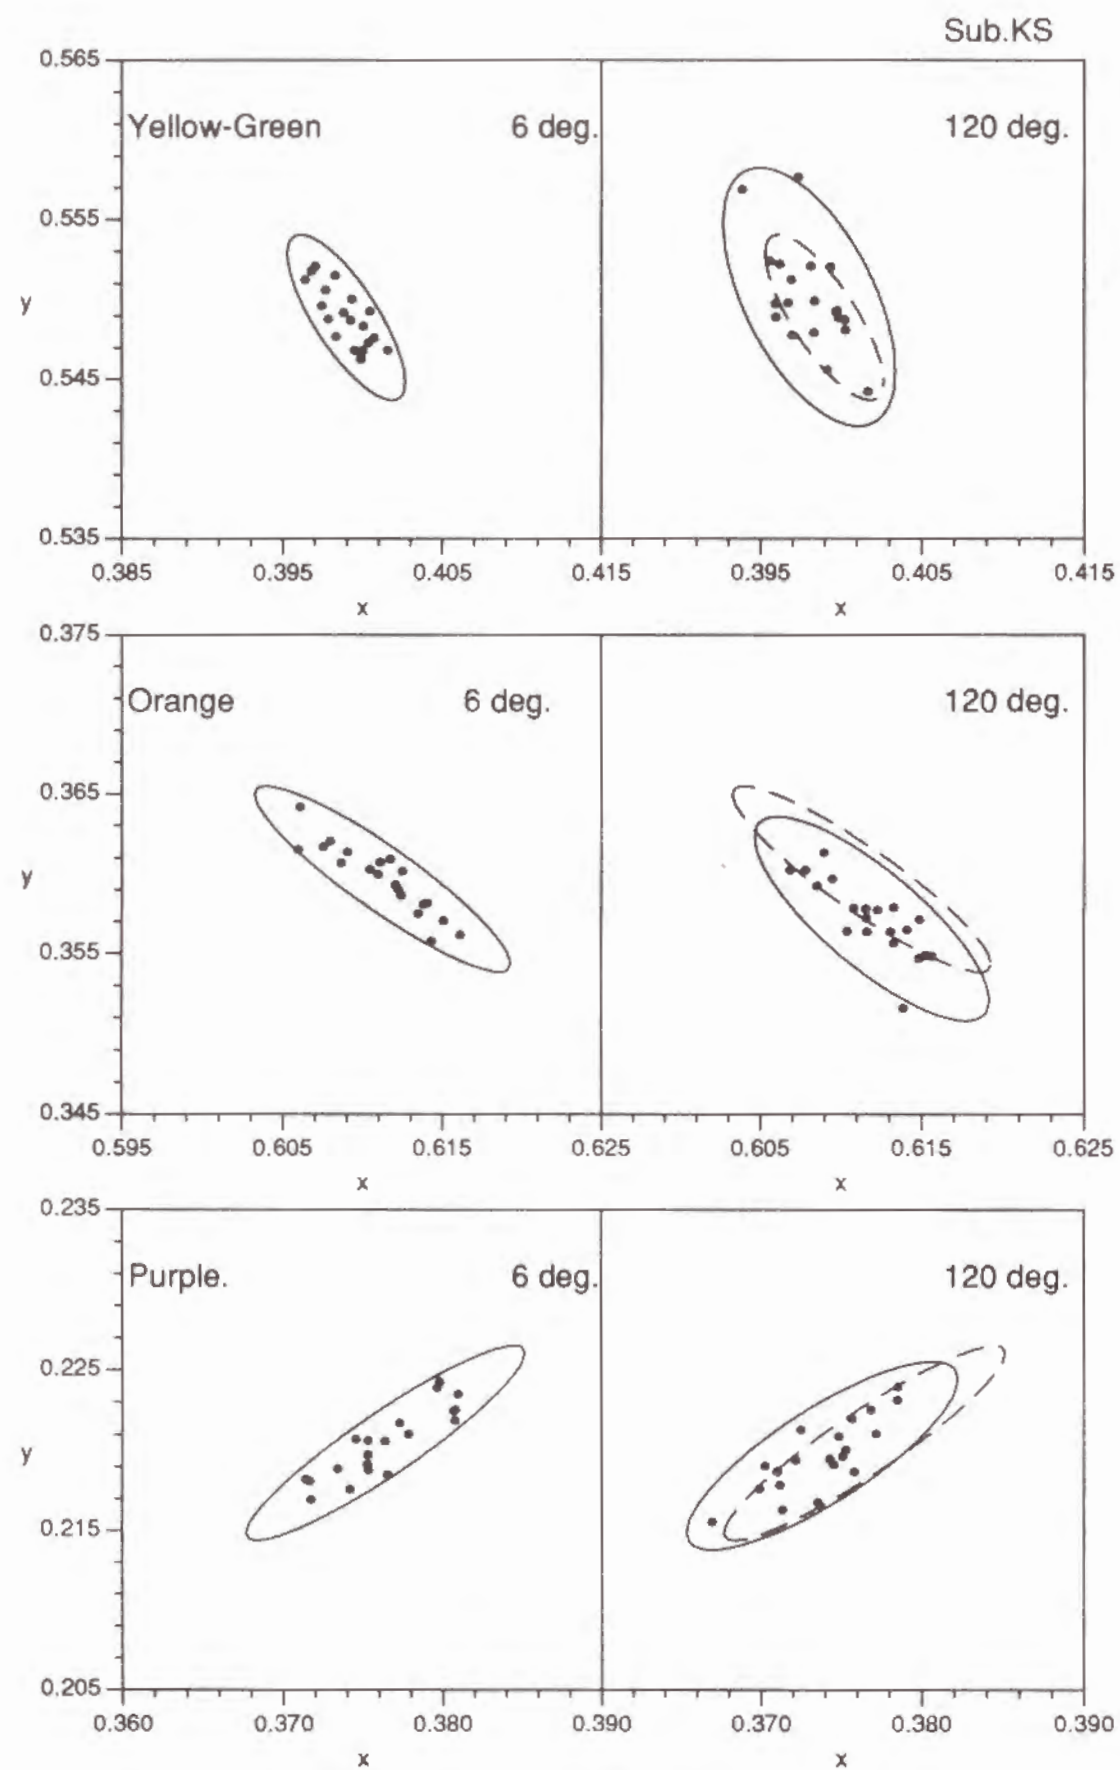 Sub.KS
0.565
Yellow-Green 6 deg. 120 deg.
0.555
y
0.545
0.535
0.385 0.395 0.405 0.415 0.395 0.405 0.415
x x
0.375
Orange 6 deg. 120 deg.
0.365
y
0.355
0.345
0.595 0.605 0.615 0.625 0.605 0.615 0.625
x x
0.235
Purple. 6 deg. 120 deg.
0.225
y
0.215
0.205
0.360 0.370 0.380 0.390 0.370 0.380 0.390
x x